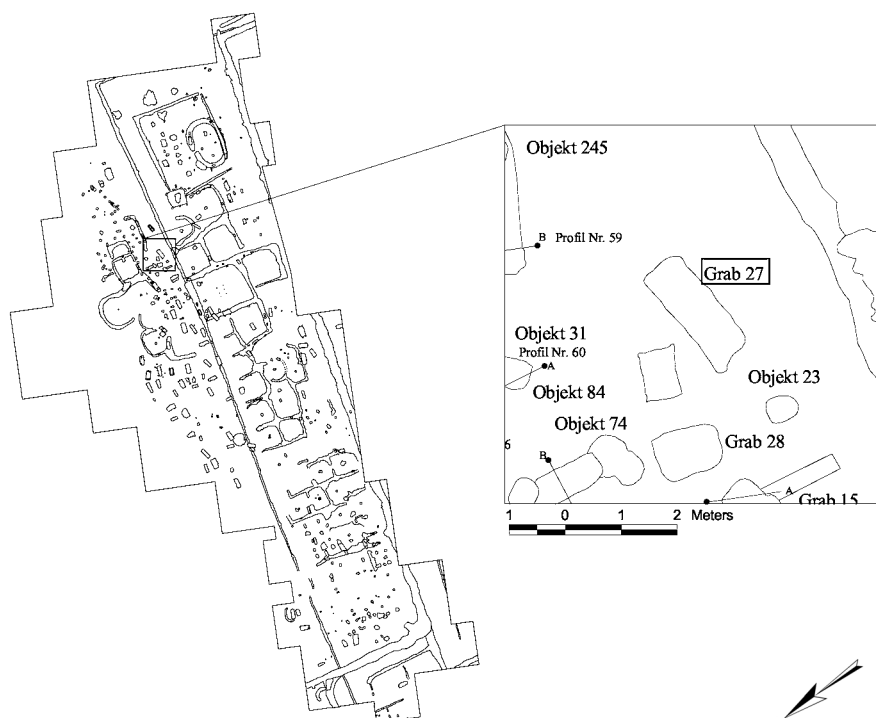 Objekt 245
B Profil Nr. 59
Grab 27
Objekt 31
Profil Nr. 60
A
Objekt 84
Objekt 23
Objekt 74
Grab 28
6
B
A
Grab 15
1 0 1 2 Meters